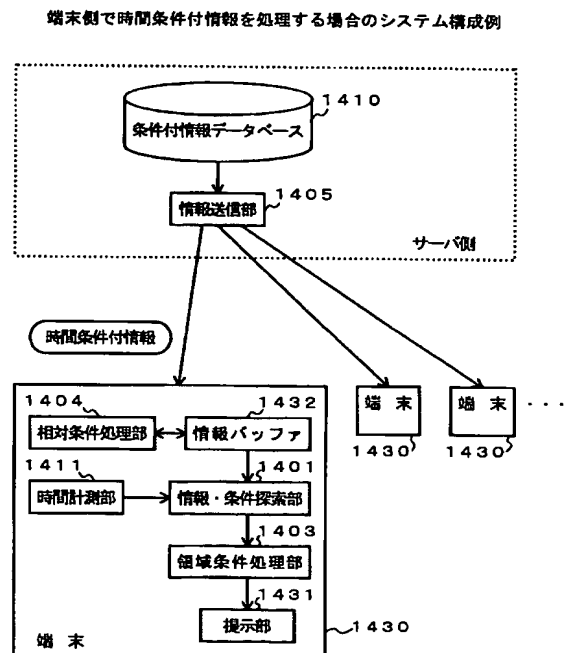 端末側で時間条件付情報を処理する場合のシステム構成例
1410
条件付情報データベース
1405
情報送信部
サーバ側
時間条件付情報
端末
端末
・・・
1430
1430
1404
1432
相対条件処理部
情報バッファ
1411
1401
時間計測部
情報・条件探索部
1403
領域条件処理部
1431
提示部
1430
端末